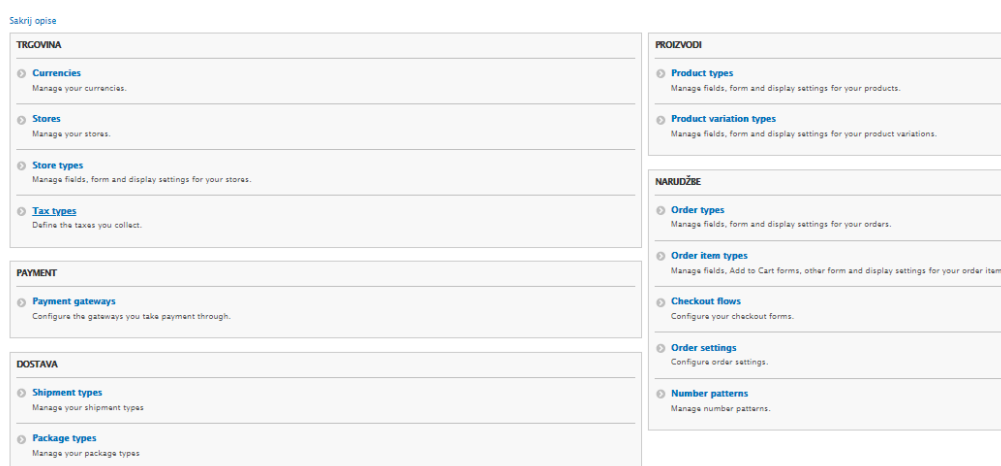 Sakrij opise
TRGOVINA
Currencies
Manage your currencies.
Stores
Manage your stores.
Store types
Manage fields, form and display settings for your stores.
Tax types
Define the taxes you collect.
PAYMENT
Payment gateways
Configure the gateways you take payment through.
DOSTAVA
Shipment types
Manage your shipment types
Package types
Manage your package types
PROIZVODI
Product types
Manage fields, form and display settings for your products.
Product variation types
Manage fields, form and display settings for your product variations.
NARUDŽBE
Order types
Manage fields, form and display settings for your orders.
Order item types
Manage fields, Add to Cart forms, other form and display settings for your order item
Checkout flows
Configure your checkout forms.
Order settings
Configure order settings.
Number patterns
Manage number patterns.